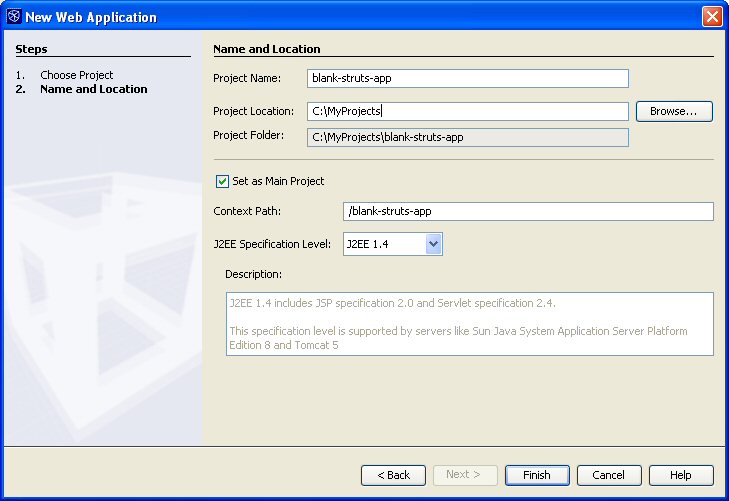 New Web Application
Steps
1. Choose Project
2. Name and Location
Name and Location
Project Name: blank-struts-app
Project Location: C:\MyProjects Browse...
Project Folder: C:\MyProjects\blank-struts-app
Set as Main Project
Context Path: /blank-struts-app
J2EE Specification Level: J2EE 1.4
Description:
J2EE 1.4 includes JSP specification 2.0 and Servlet specification 2.4.
This specification level is supported by servers like Sun Java System Application Server Platform
Edition 8 and Tomcat 5
< Back Next > Finish Cancel Help